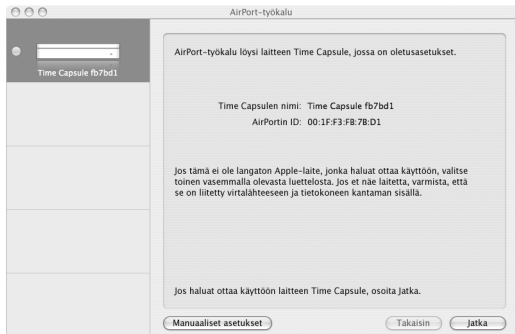 AirPort-työkalu
Time Capsule fb7bd1
AirPort-työkalu löysi laitteen Time Capsule, jossa on oletusasetukset.
Time Capsulen nimi: Time Capsule fb7bd1
AirPortin ID: 00:1F:F3:FB:7B:D1
Jos tämä ei ole langaton Apple-laite, jonka haluat ottaa käyttöön, valitse
toinen vasemmalla olevasta luettelosta. Jos et näe laitetta, varmista, että
se on liitetty virtalähteeseen ja tietokoneen kantaman sisällä.
Jos haluat ottaa käyttöön laitteen Time Capsule, osoita Jatka.
Manuaaliset asetukset Takaisin Jatka